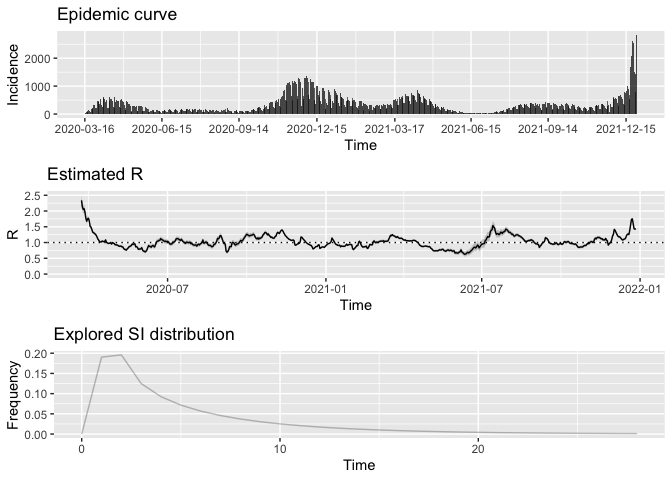 Epidemic curve
Incidence
2000
1000
0
2020-03-16 2020-06-15 2020-09-14 2020-12-15 2021-03-17 2021-06-15 2021-09-14 2021-12-15
Time
Estimated R
R
2.5
2.0
1.5
1.0
0.5
0.0
2020-07 2021-01 2021-07 2022-01
Time
Explored SI distribution
Frequency
0.20
0.15
0.10
0.05
0.00
0 10 20
Time